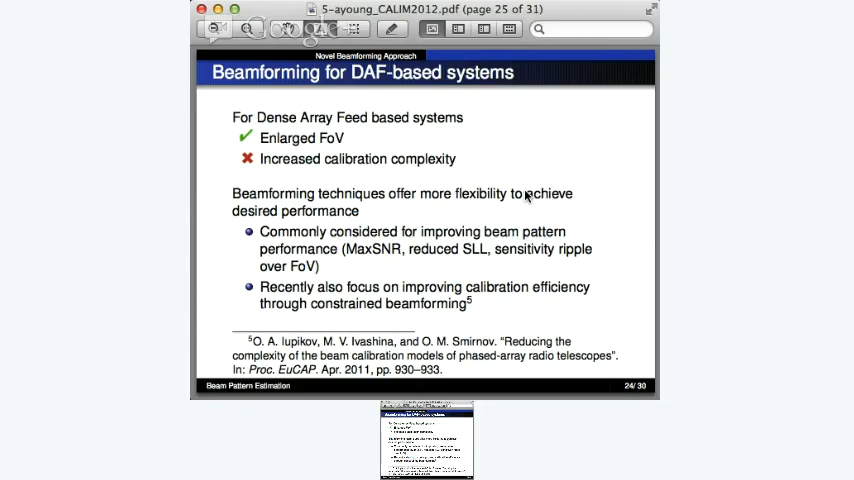 5-ayoung_CALIM2012.pdf (page 25 of 31)
Google+
Novel Beamforming Approach
Beamforming for DAF-based systems
For Dense Array Feed based systems
✓ Enlarged FoV
✗ Increased calibration complexity
Beamforming techniques offer more flexibility to achieve
desired performance
Commonly considered for improving beam pattern
performance (MaxSNR, reduced SLL, sensitivity ripple
over FoV)
Recently also focus on improving calibration efficiency
through constrained beamforming5
5O. A. Iupikov, M. V. Ivashina, and O. M. Smirnov. “Reducing the
complexity of the beam calibration models of phased-array radio telescopes”.
In: Proc. EuCAP. Apr. 2011, pp. 930–933.
Beam Pattern Estimation 24/30